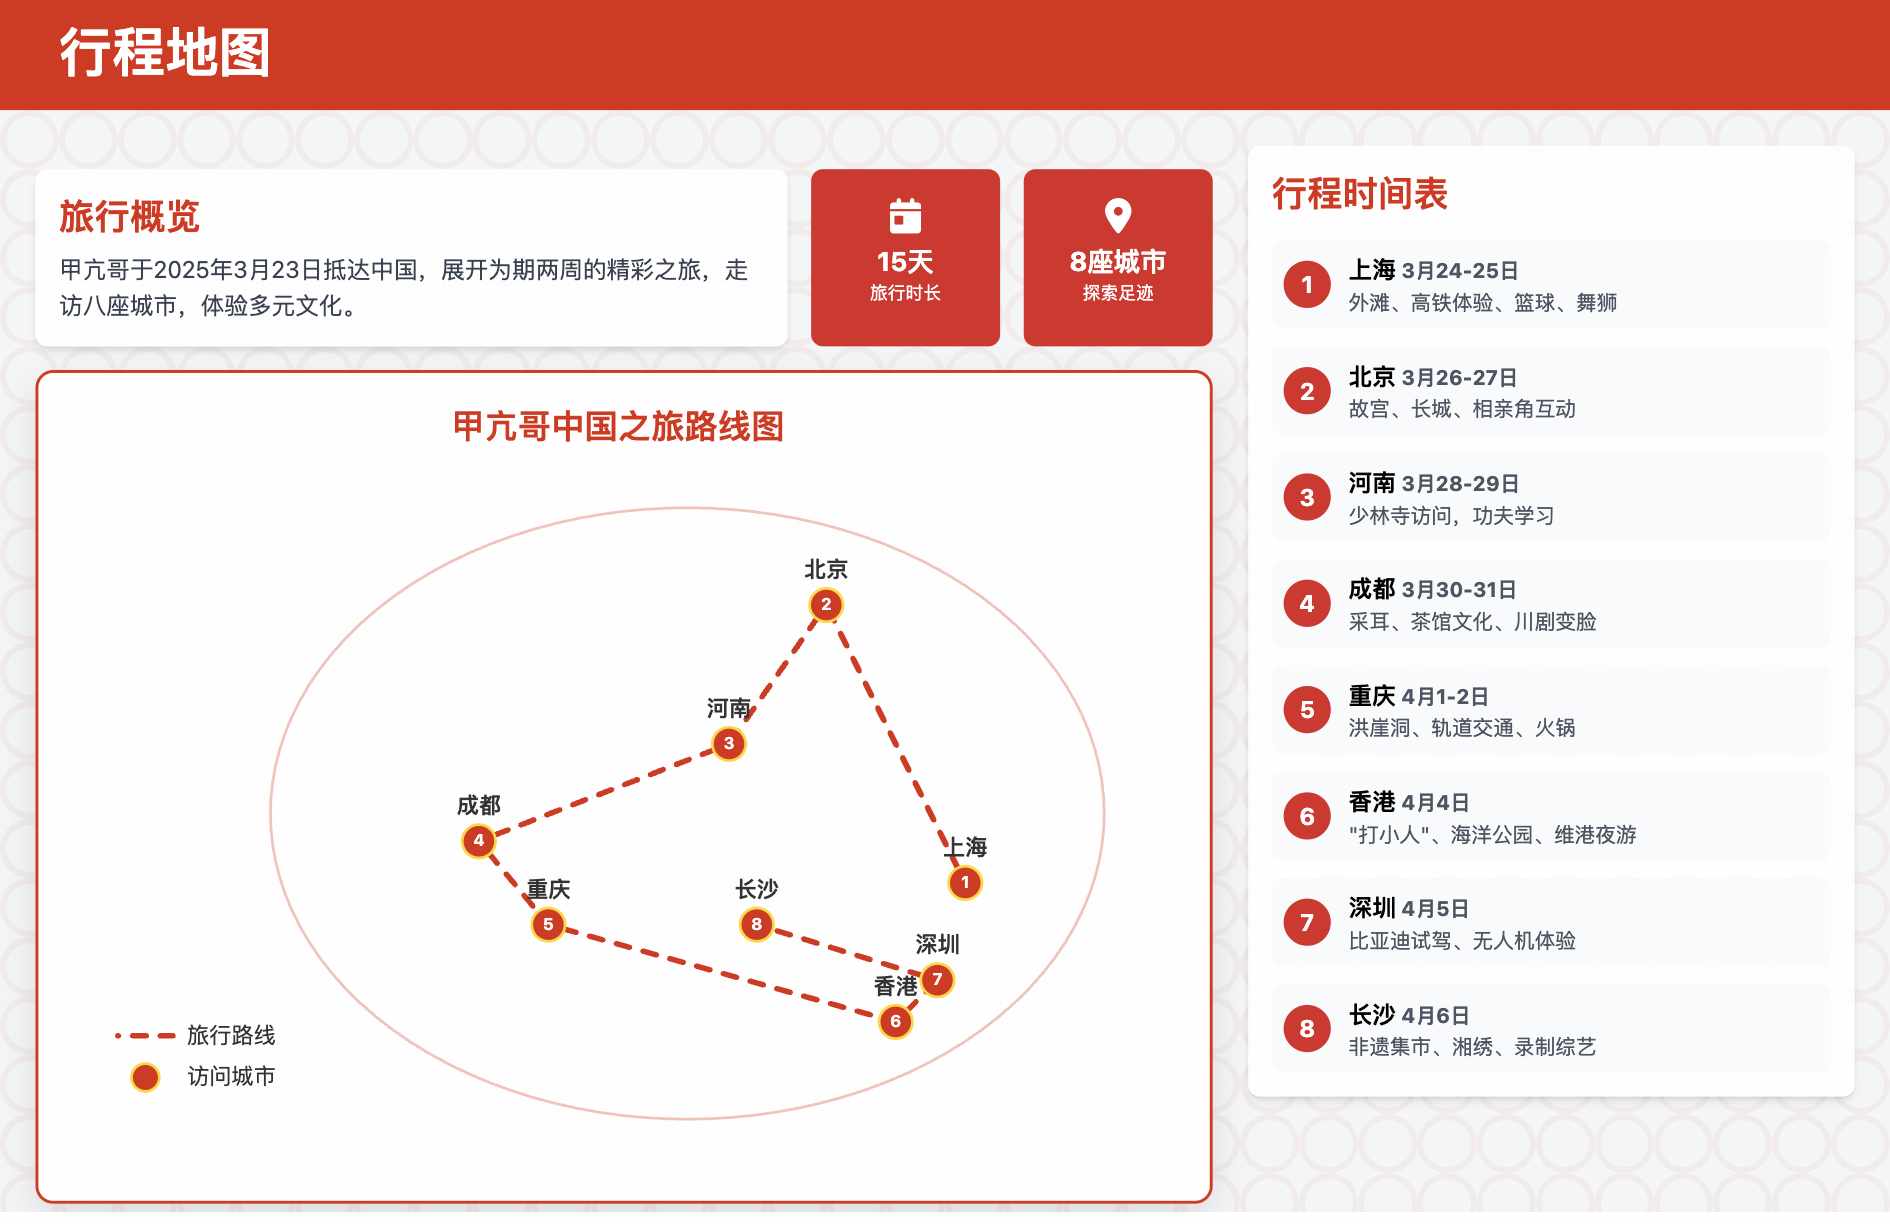 行程地图
旅行概览
甲亢哥于2025年3月23日抵达中国，展开为期两周的精彩之旅，走
访八座城市，体验多元文化。
15天
旅行时长
8座城市
探索足迹
甲亢哥中国之旅路线图
北京
2
河南
3
成都
4
上海
1
重庆
5
长沙
8
深圳
7
香港
6
旅行路线
访问城市
行程时间表
1
上海 3月24-25日
外滩、高铁体验、篮球、舞狮
2
北京 3月26-27日
故宫、长城、相亲角互动
3
河南 3月28-29日
少林寺访问，功夫学习
4
成都 3月30-31日
采耳、茶馆文化、川剧变脸
5
重庆 4月1-2日
洪崖洞、轨道交通、火锅
6
香港 4月4日
"打小人"、海洋公园、维港夜游
7
深圳 4月5日
比亚迪试驾、无人机体验
8
长沙 4月6日
非遗集市、湘绣、录制综艺